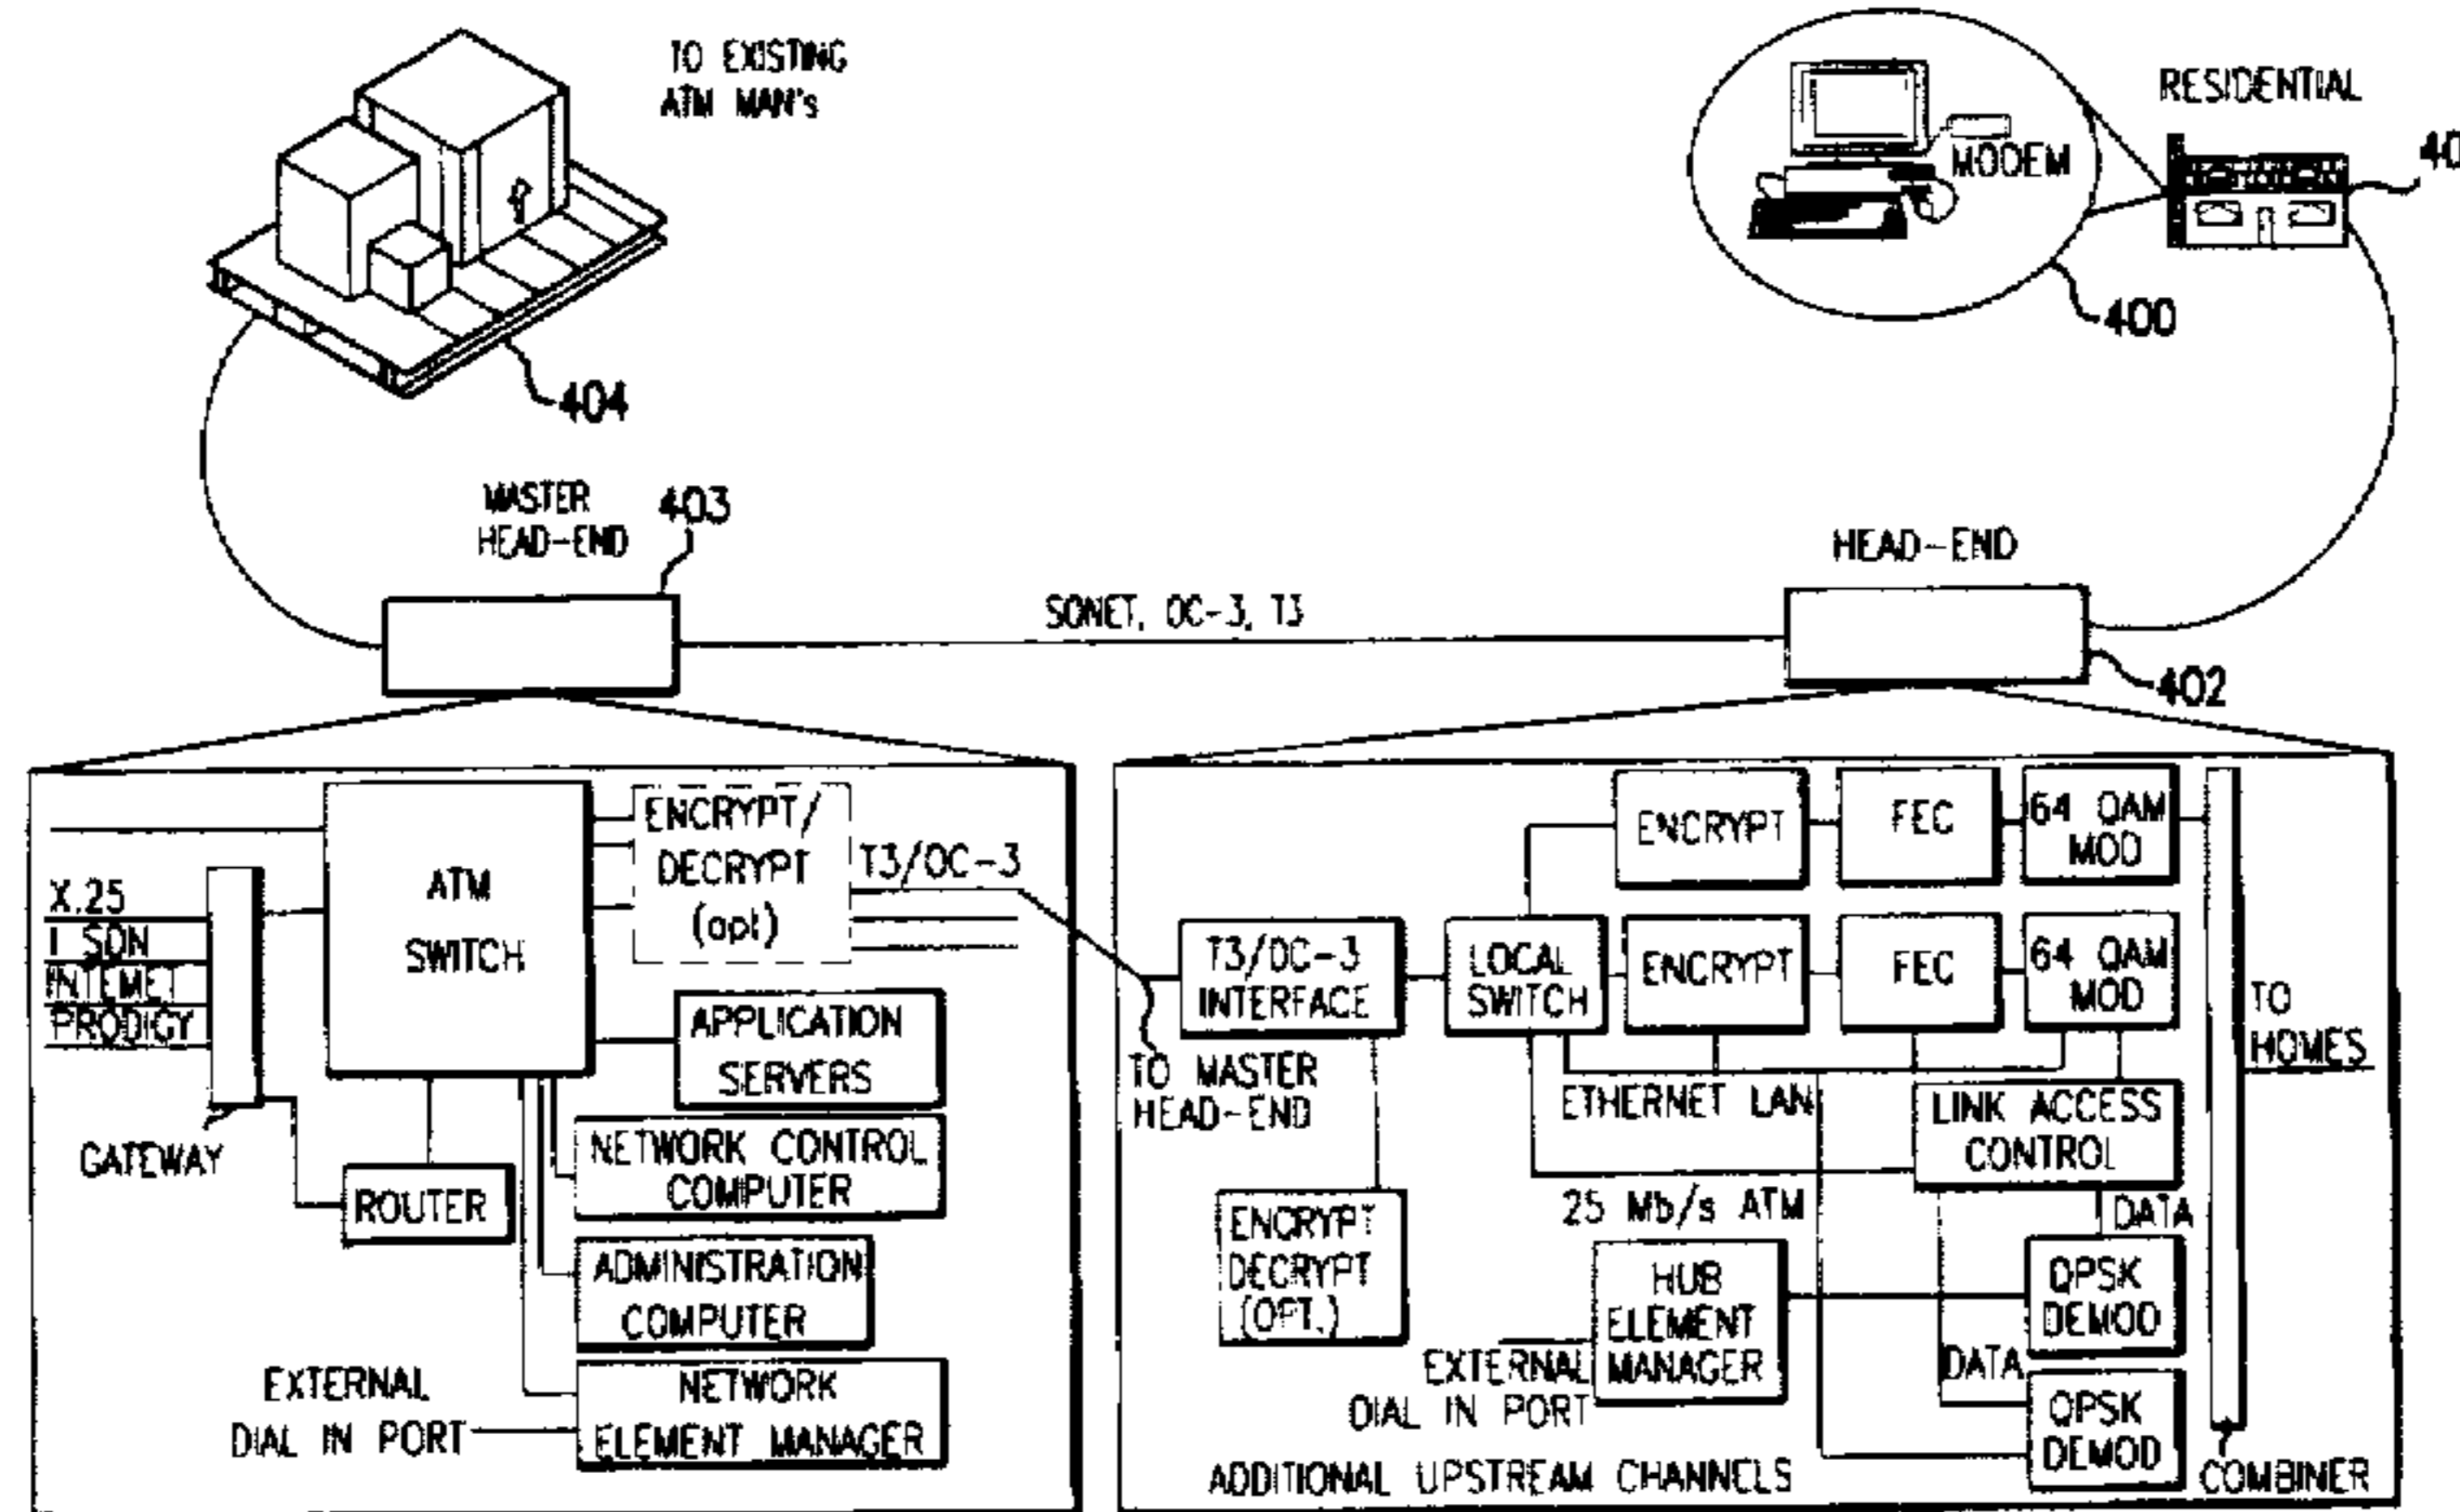 TO EXISTING
ATM MAN's
404
MODEM
RESIDENTIAL
40
400
MASTER
HEAD-END
403
SONET, OC-3, T3
HEAD-END
402
X.25
I SDN
INTEMET
PRODIGY
GATEWAY
ATM
SWITCH
ROUTER
ENCRYPT/
DECRYPT
(opt)
T3/OC-3
APPLICATION
SERVERS
NETWORK CONTROL
COMPUTER
ADMINISTRATION
COMPUTER
NETWORK
ELEMENT MANAGER
EXTERNAL
DIAL IN PORT
T3/OC-3
INTERFACE
TO MASTER
HEAD-END
ENCRYPT
DECRYPT
(OPT.)
LOCAL
SWITCH
ENCRYPT
FEC
64 QAM
MOD
ENCRYPT
FEC
64 QAM
MOD
TO
HOMES
ETHERNET LAN
LINK ACCESS
CONTROL
25 Mb/s ATM
DATA
HUB
ELEMENT
MANAGER
QPSK
DEMOD
EXTERNAL
DIAL IN PORT
DATA
QPSK
DEMOD
ADDITIONAL UPSTREAM CHANNELS
COMBINER